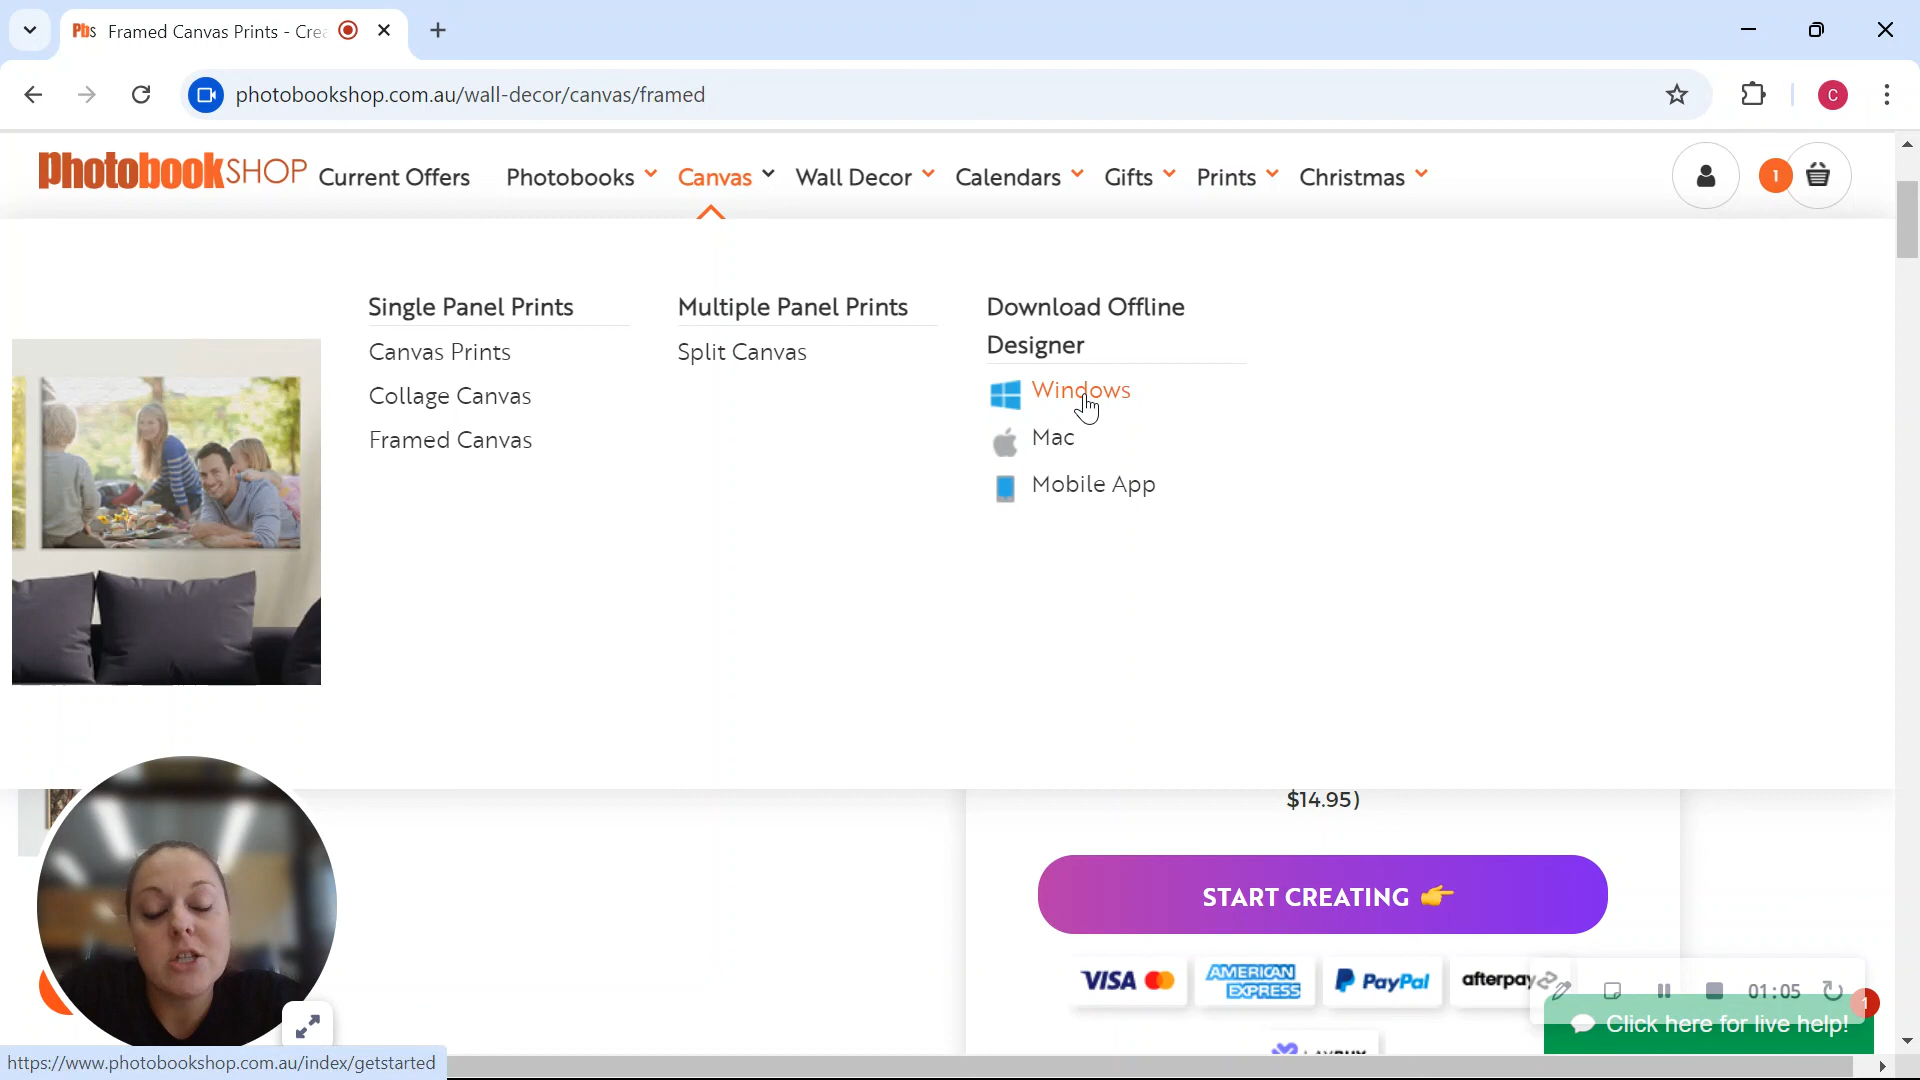 Pbs Framed Canvas Prints - Crea
photobookshop.com.au/wall-decor/canvas/framed
C
PhotobookSHOP Current Offers Photobooks Canvas Wall Decor Calendars Gifts Prints Christmas 1
Single Panel Prints
Canvas Prints
Collage Canvas
Framed Canvas
Multiple Panel Prints
Split Canvas
Download Offline
Designer
Windows
Mac
Mobile App
$14.95)
START CREATING
VISA AMERICAN EXPRESS PayPal afterpay
01:05
1
Click here for live help!
https://www.photobookshop.com.au/index/getstarted